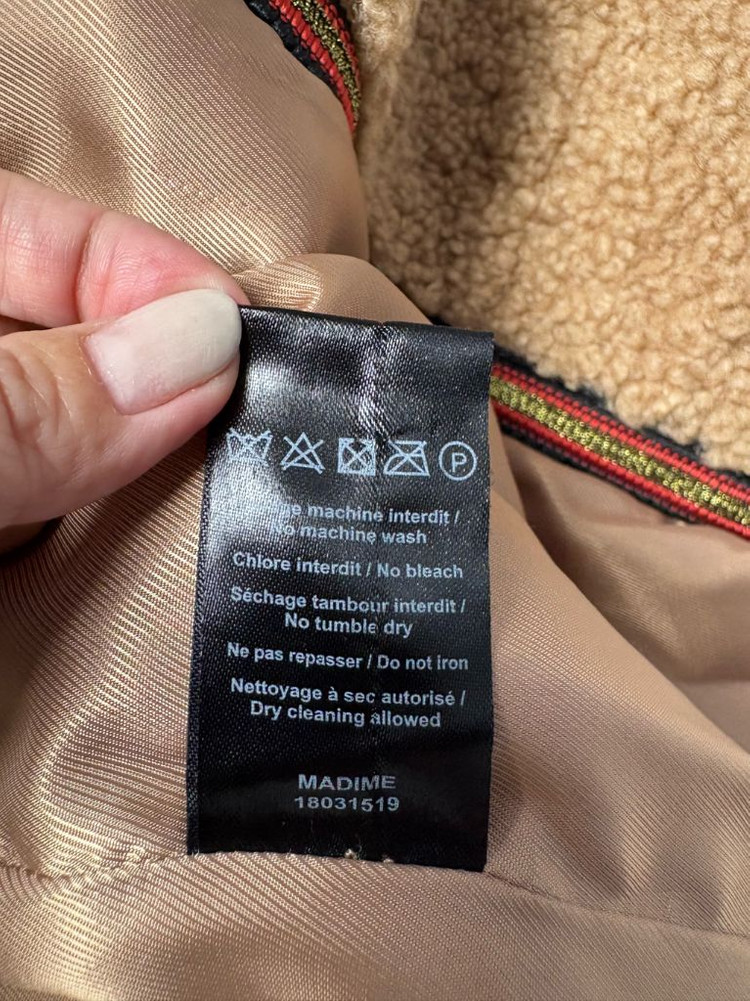 P
machine interdit /
No machine wash
Chlore interdit / No bleach
Séchage tambour interdit /
No tumble dry
Ne pas repasser / Do not iron
Nettoyage à sec autorisé /
Dry cleaning allowed
MADIME
18031519